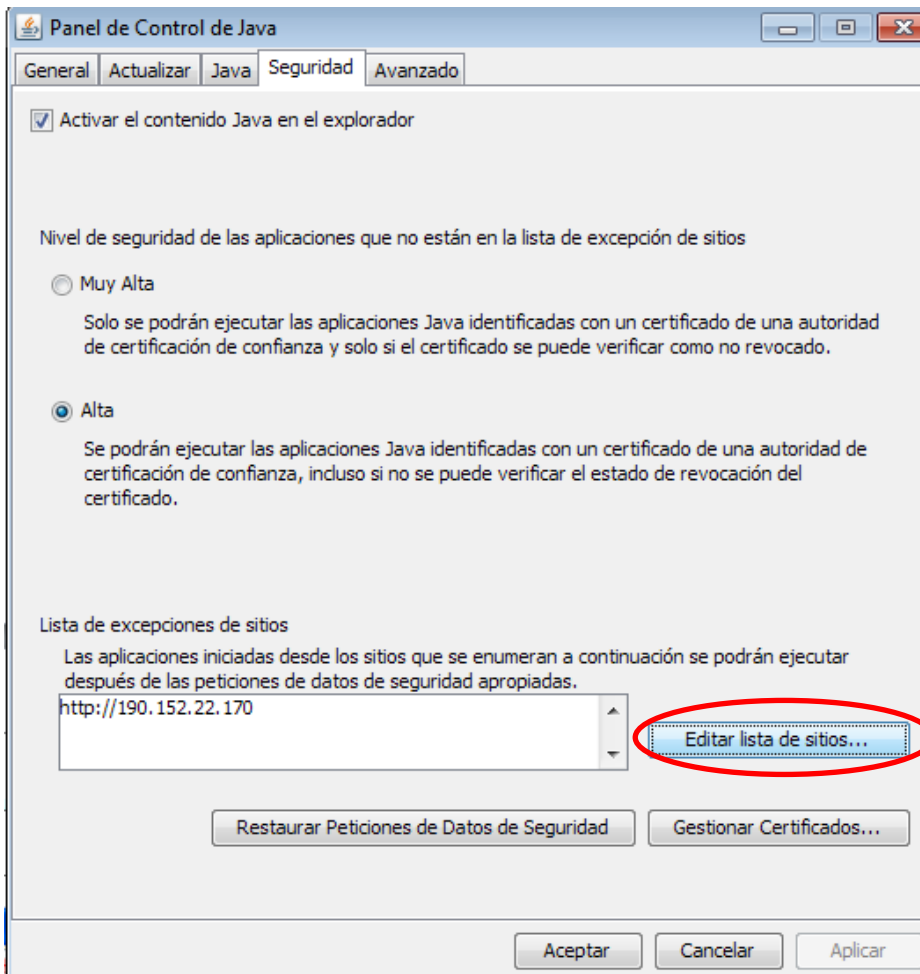 Panel de Control de Java
General Actualizar Java Seguridad Avanzado
Activar el contenido Java en el explorador
Nivel de seguridad de las aplicaciones que no están en la lista de excepción de sitios
Muy Alta
Solo se podrán ejecutar las aplicaciones Java identificadas con un certificado de una autoridad
de certificación de confianza y solo si el certificado se puede verificar como no revocado.
Alta
Se podrán ejecutar las aplicaciones Java identificadas con un certificado de una autoridad de
certificación de confianza, incluso si no se puede verificar el estado de revocación del
certificado.
Lista de excepciones de sitios
Las aplicaciones iniciadas desde los sitios que se enumeran a continuación se podrán ejecutar
después de las peticiones de datos de seguridad apropiadas.
http://190.152.22.170
Editar lista de sitios...
Restaurar Peticiones de Datos de Seguridad Gestionar Certificados...
Aceptar Cancelar Aplicar